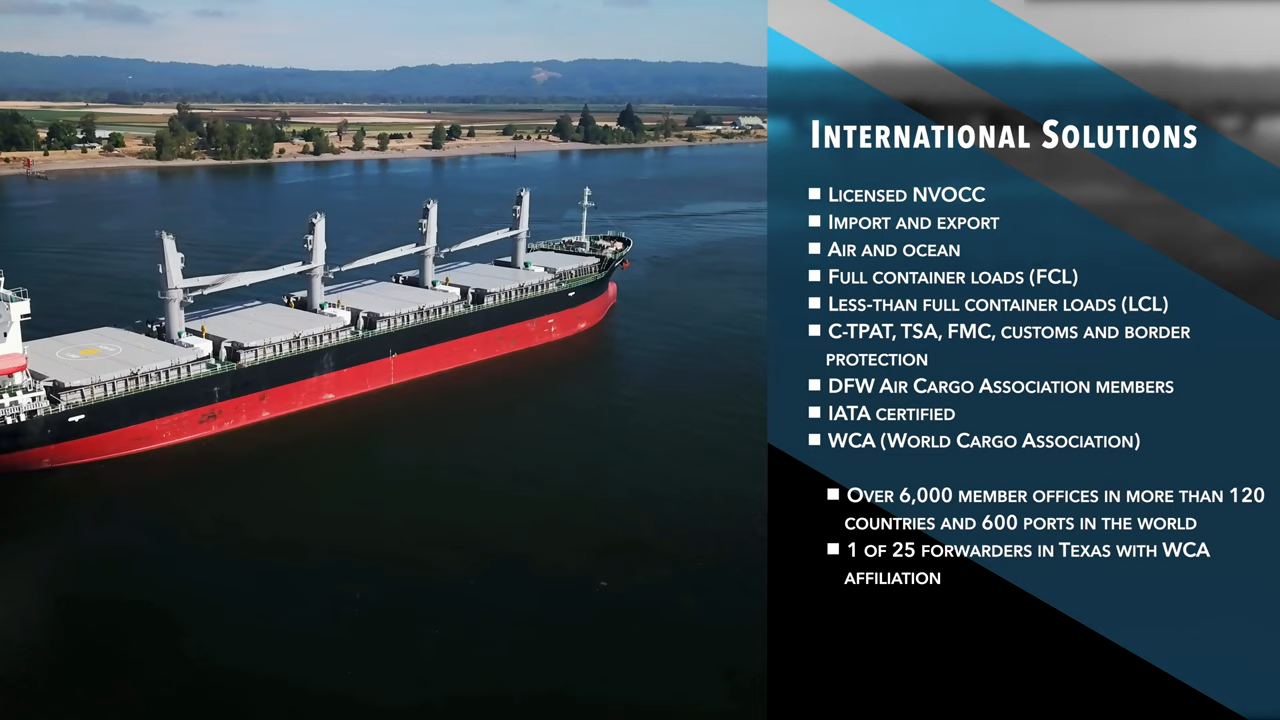 International Solutions
Licensed NVOCC
Import and export
Air and ocean
Full container loads (FCL)
Less-than full container loads (LCL)
C-TPAT, TSA, FMC, customs and border
protection
DFW Air Cargo Association members
IATA certified
WCA (World Cargo Association)
Over 6,000 member offices in more than 120
countries and 600 ports in the world
1 of 25 forwarders in Texas with WCA
affiliation